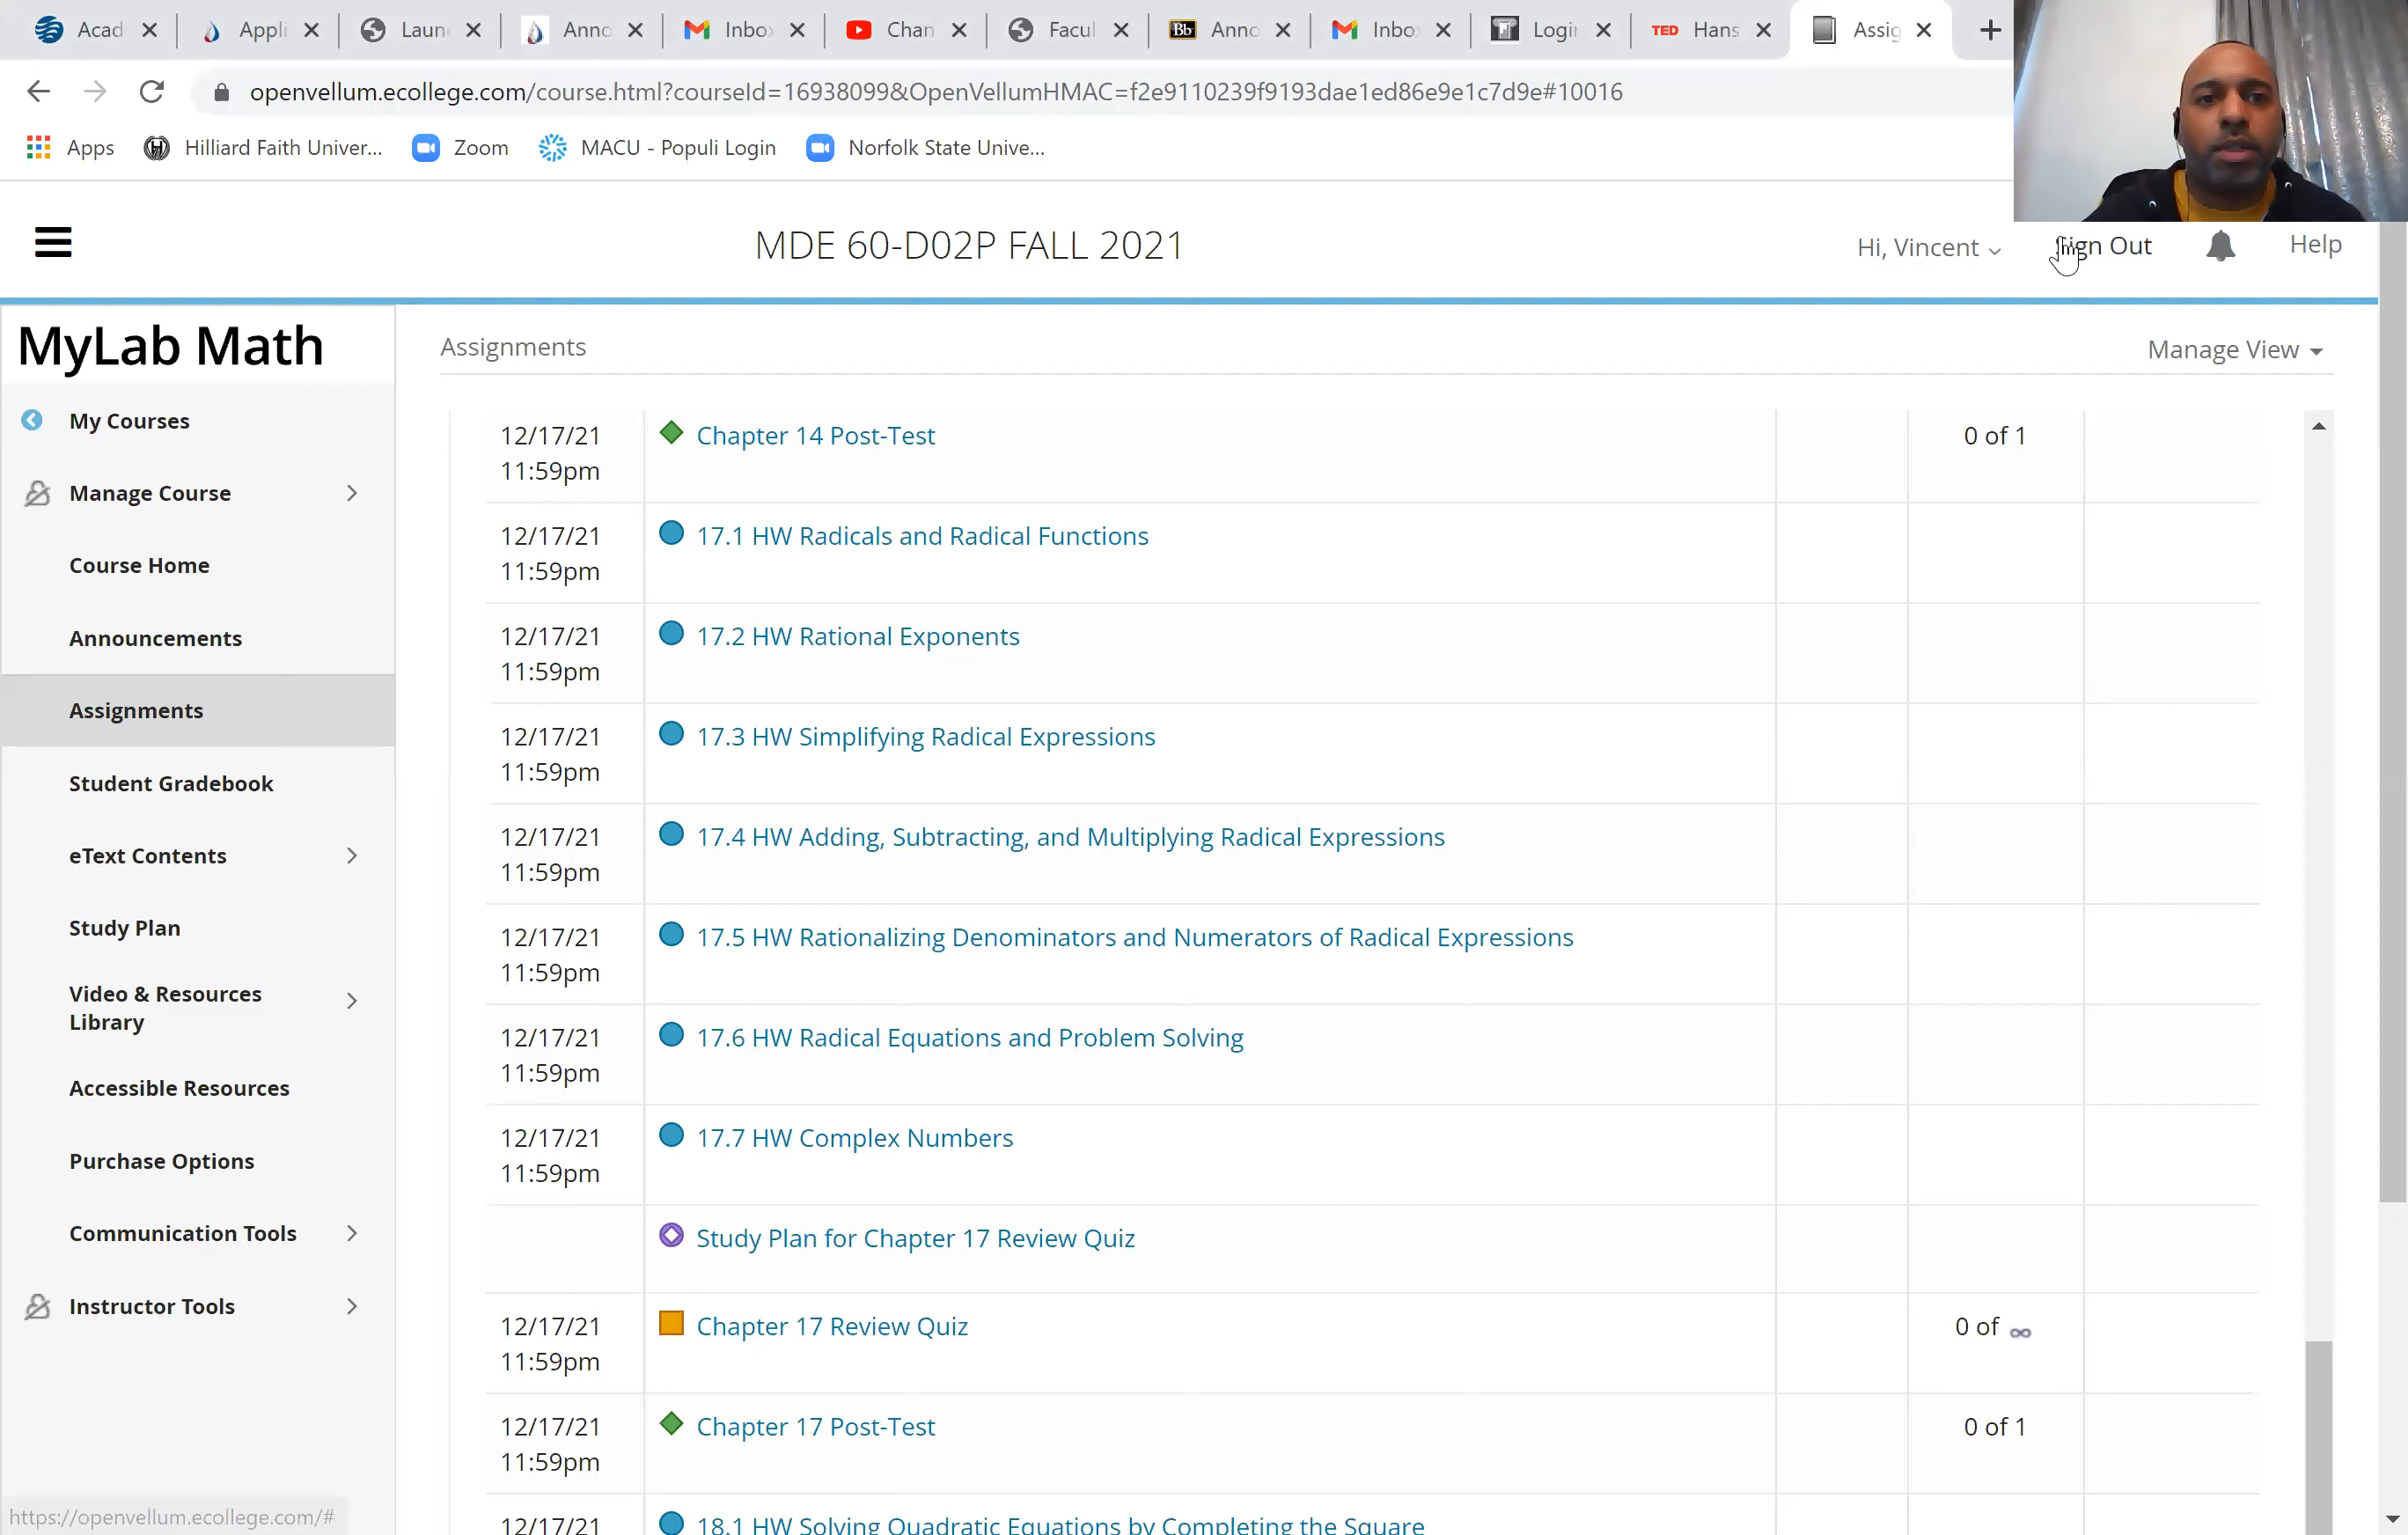 Acad
Appli
Laun
Anno
Inbo
Chan
Facul
Bb
Anno
Inbo
Login
TED
Hans
Assig
openvellum.ecollege.com/course.html?courseId=16938099&OpenVellumHMAC=f2e9110239f9193dae1ed86e9e1c7d9e#10016
Apps
Hilliard Faith Univer...
Zoom
MACU - Populi Login
Norfolk State Unive...
MDE 60-D02P FALL 2021
Hi, Vincent
Sign Out
Help
MyLab Math
My Courses
Manage Course
Course Home
Announcements
Assignments
Student Gradebook
eText Contents
Study Plan
Video & Resources
Library
Accessible Resources
Purchase Options
Communication Tools
Instructor Tools
https://openvellum.ecollege.com/#
Assignments
Manage View
12/17/21 Chapter 14 Post-Test 0 of 1
11:59pm
12/17/21 17.1 HW Radicals and Radical Functions
11:59pm
12/17/21 17.2 HW Rational Exponents
11:59pm
12/17/21 17.3 HW Simplifying Radical Expressions
11:59pm
12/17/21 17.4 HW Adding, Subtracting, and Multiplying Radical Expressions
11:59pm
12/17/21 17.5 HW Rationalizing Denominators and Numerators of Radical Expressions
11:59pm
12/17/21 17.6 HW Radical Equations and Problem Solving
11:59pm
12/17/21 17.7 HW Complex Numbers
11:59pm
Study Plan for Chapter 17 Review Quiz
12/17/21 Chapter 17 Review Quiz 0 of ∞
11:59pm
12/17/21 Chapter 17 Post-Test 0 of 1
11:59pm
12/17/21 18.1 HW Solving Quadratic Equations by Completing the Square